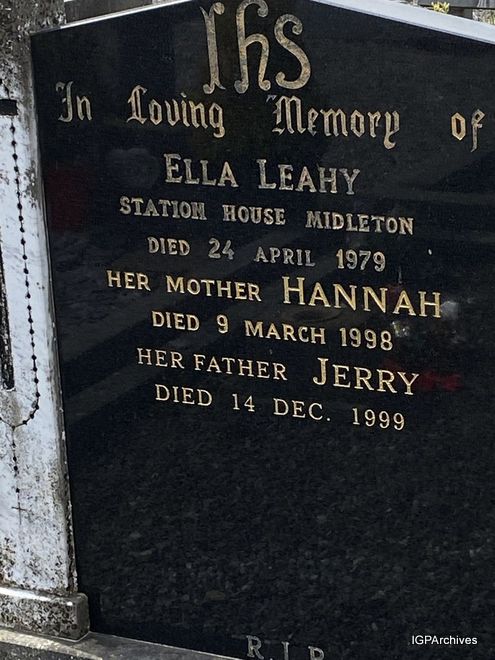 IHS
In Loving Memory of
ELLA LEAHY
STATION HOUSE MIDLETON
DIED 24 APRIL 1979
HER MOTHER HANNAH
DIED 9 MARCH 1998
HER FATHER JERRY
DIED 14 DEC. 1999
R.I.P
IGPArchives